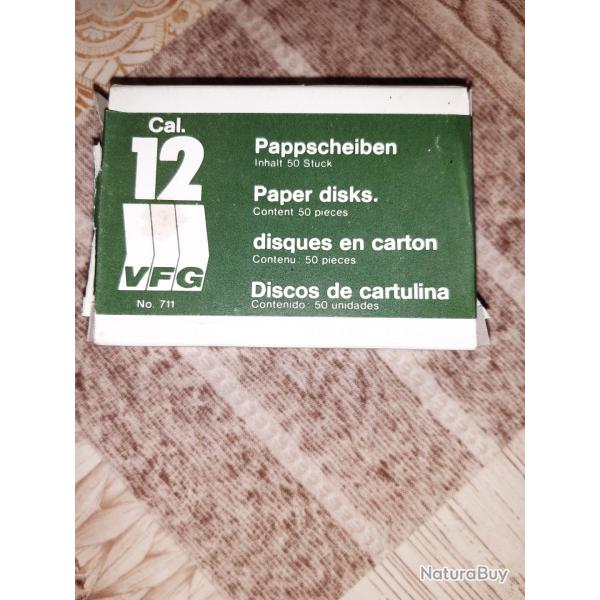 Cal.
12
VFG
No. 711
Pappscheiben
Inhalt 50 Stuck
Paper disks.
Content 50 pieces
disques en carton
Contenu: 50 pièces
Discos de cartulina
Contenido: 50 unidades
NaturaBuy